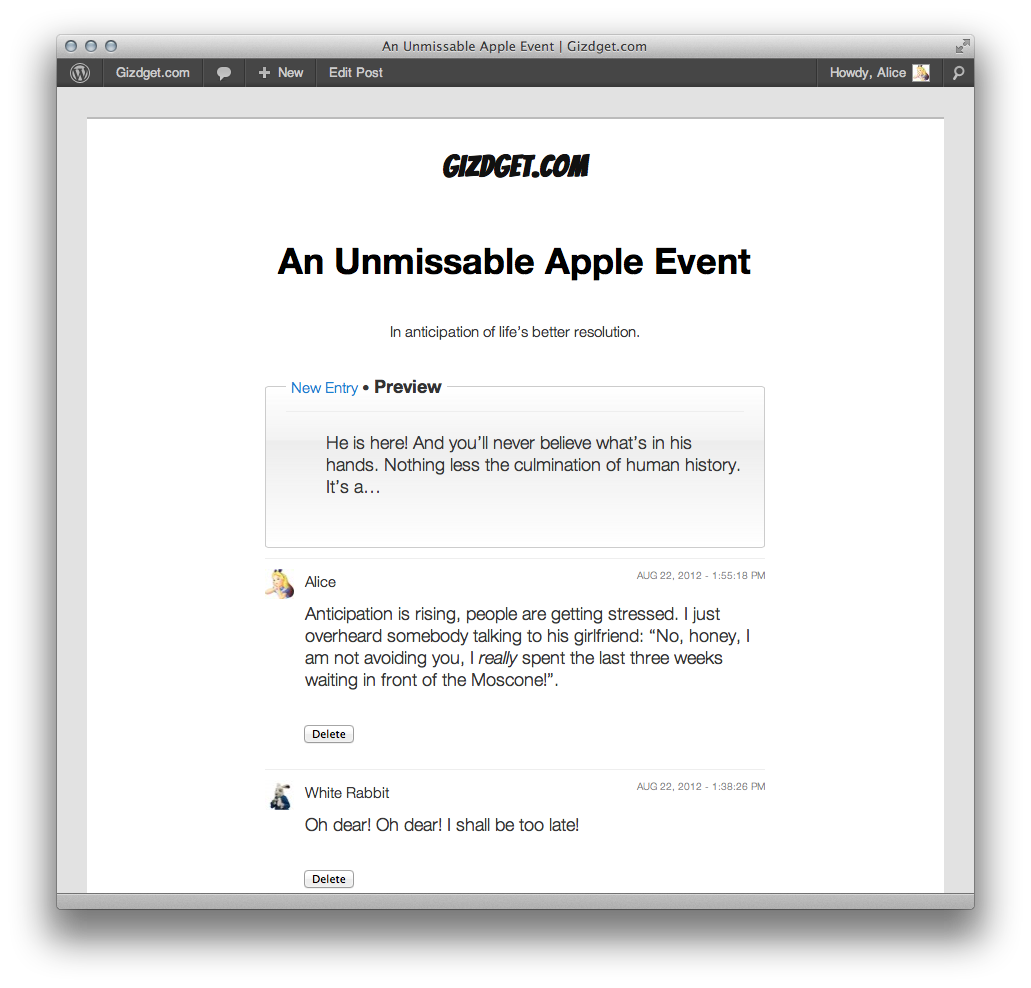 An Unmissable Apple Event | Gizdget.com
Gizdget.com
+ New
Edit Post
Howdy, Alice
GIZDGET.COM
An Unmissable Apple Event
In anticipation of life’s better resolution.
New Entry • Preview
He is here! And you’ll never believe what’s in his
hands. Nothing less the culmination of human history.
It’s a…
Alice
AUG 22, 2012 - 1:55:18 PM
Anticipation is rising, people are getting stressed. I just
overheard somebody talking to his girlfriend: “No, honey, I
am not avoiding you, I really spent the last three weeks
waiting in front of the Moscone!”.
Delete
White Rabbit
AUG 22, 2012 - 1:38:26 PM
Oh dear! Oh dear! I shall be too late!
Delete